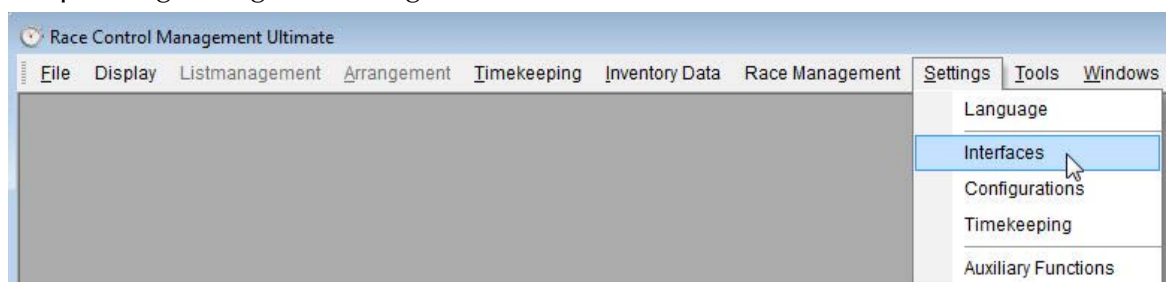 Race Control Management Ultimate
File Display Listmanagement Arrangement Timekeeping Inventory Data Race Management Settings Tools Windows
Language
Interfaces
Configurations
Timekeeping
Auxiliary Functions